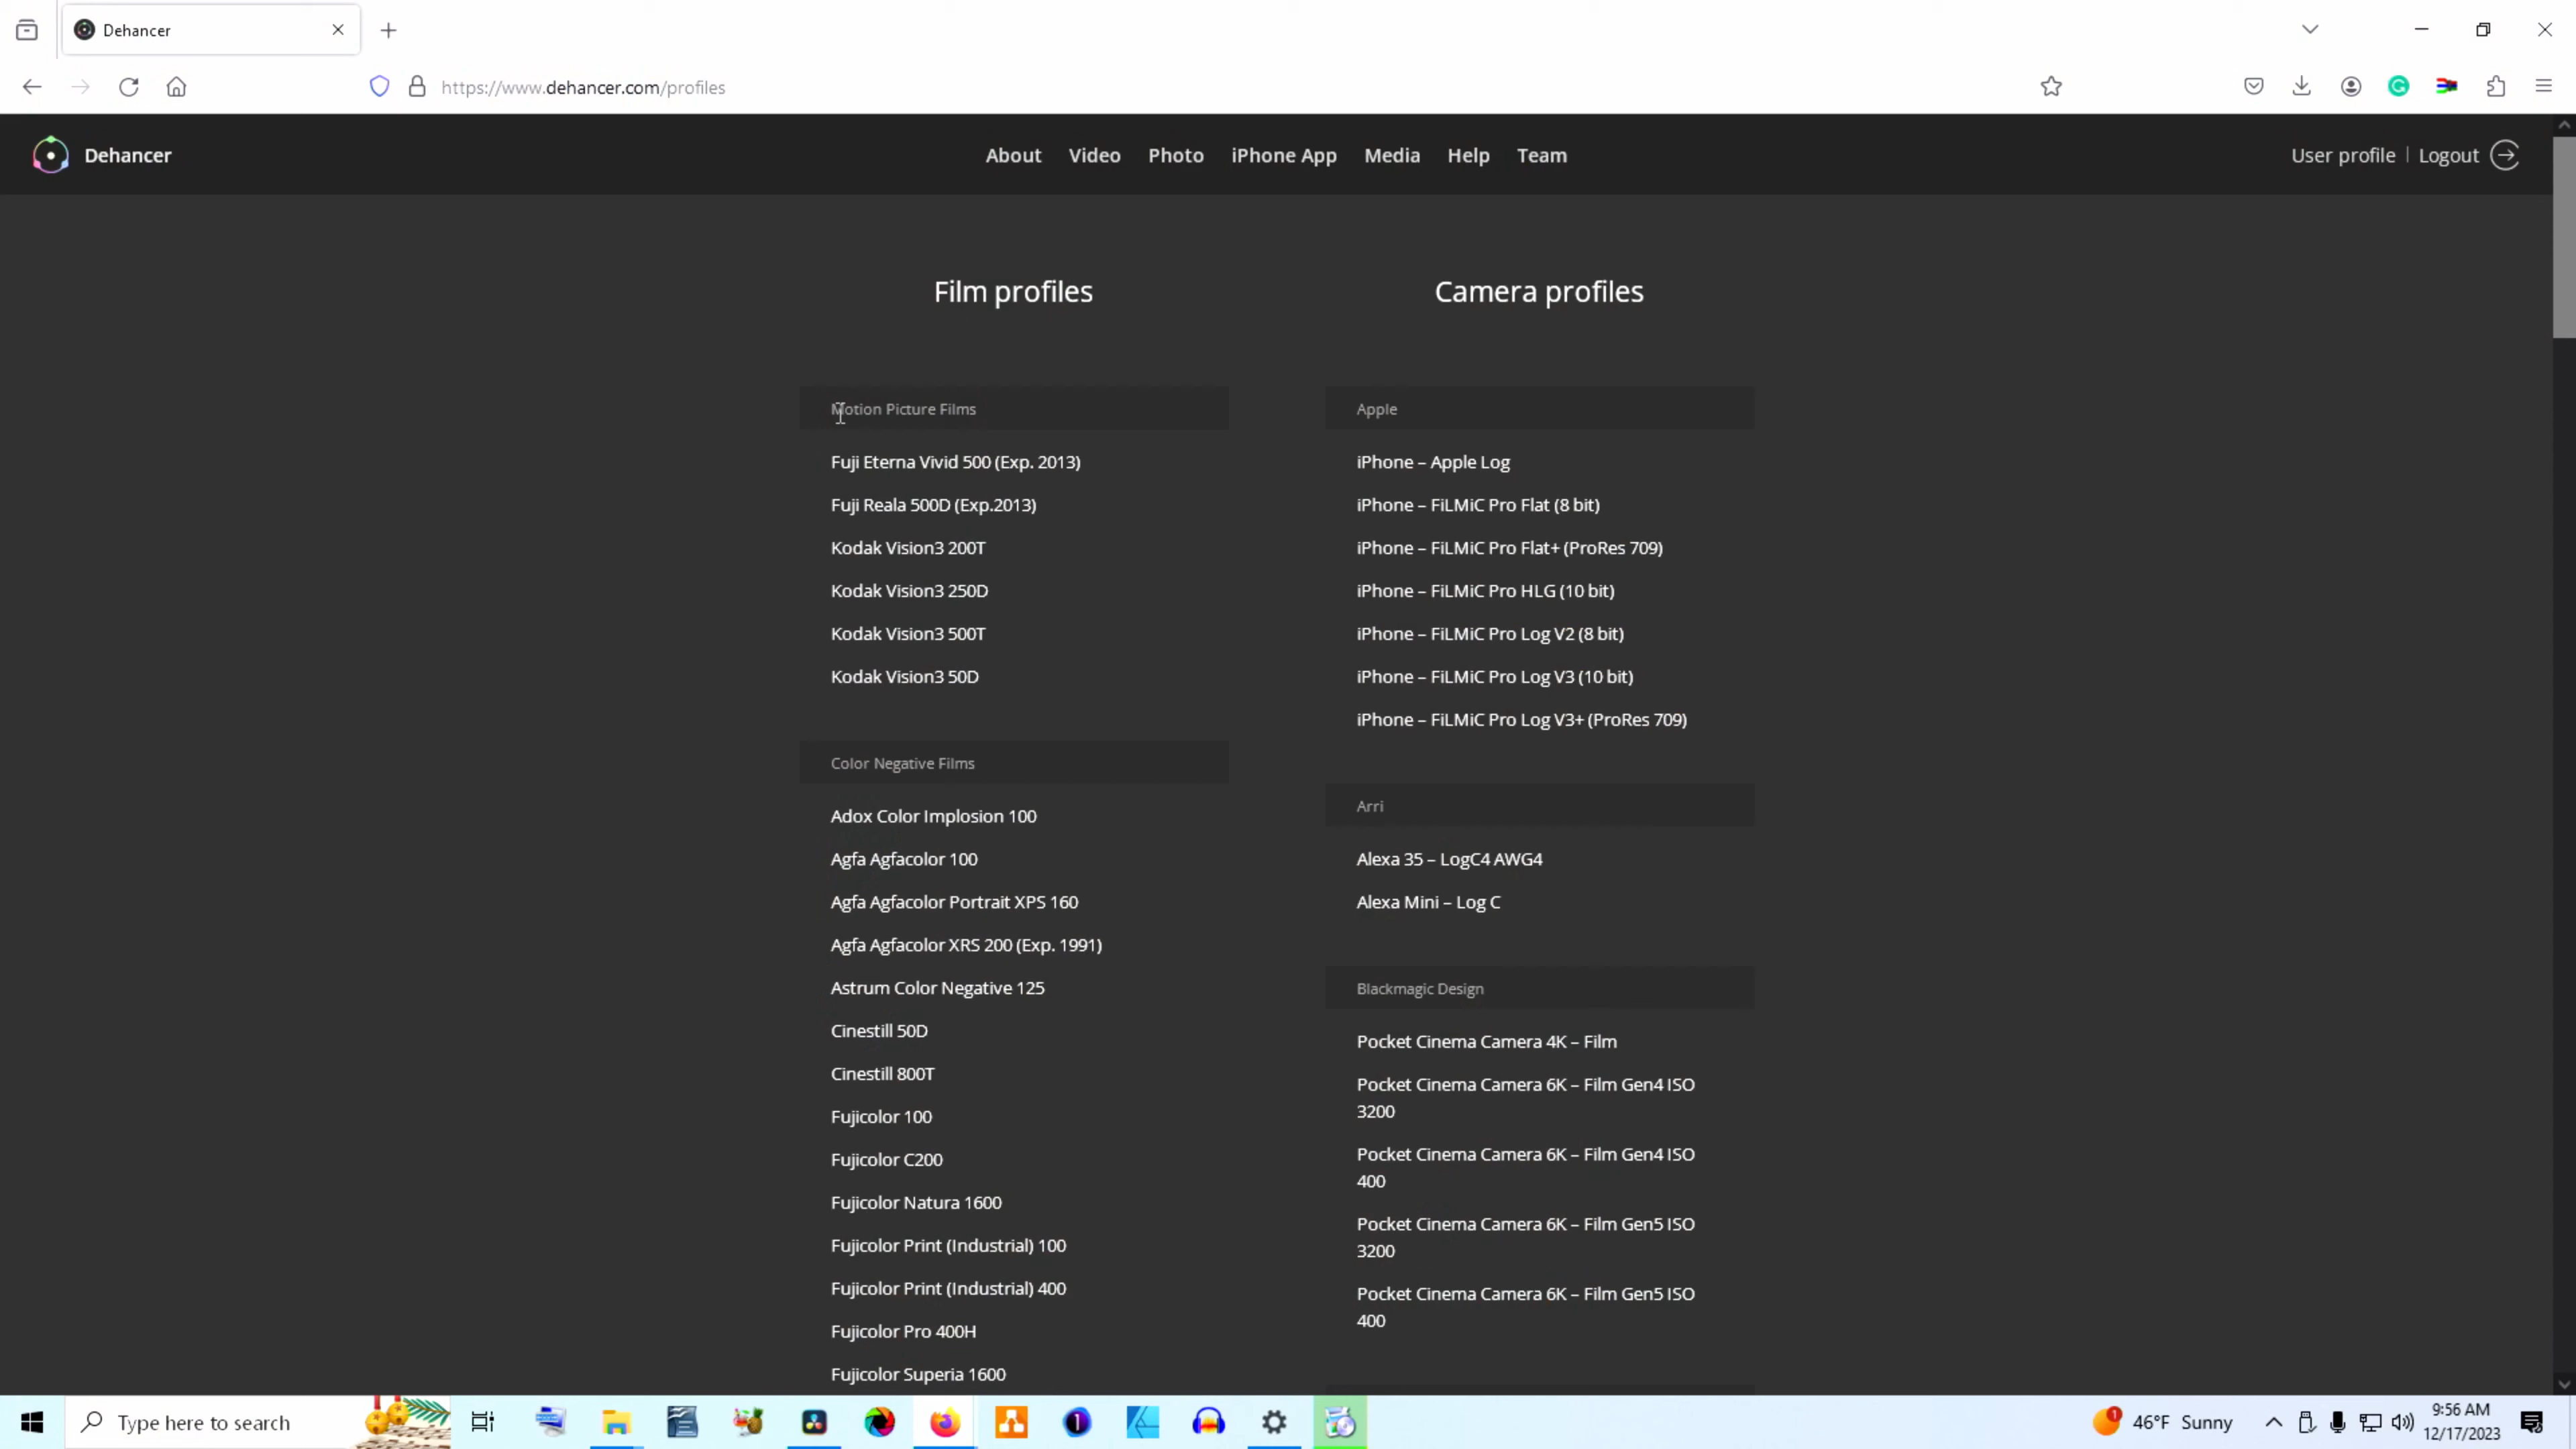 Dehancer
https://www.dehancer.com/profiles
Dehancer
About Video Photo iPhone App Media Help Team
User profile | Logout
Film profiles
Motion Picture Films
Fuji Eterna Vivid 500 (Exp. 2013)
Fuji Reala 500D (Exp.2013)
Kodak Vision3 200T
Kodak Vision3 250D
Kodak Vision3 500T
Kodak Vision3 50D
Color Negative Films
Adox Color Implosion 100
Agfa Agfacolor 100
Agfa Agfacolor Portrait XPS 160
Agfa Agfacolor XRS 200 (Exp. 1991)
Astrum Color Negative 125
Cinestill 50D
Cinestill 800T
Fujicolor 100
Fujicolor C200
Fujicolor Natura 1600
Fujicolor Print (Industrial) 100
Fujicolor Print (Industrial) 400
Fujicolor Pro 400H
Fujicolor Superia 1600
Camera profiles
Apple
iPhone – Apple Log
iPhone – FiLMiC Pro Flat (8 bit)
iPhone – FiLMiC Pro Flat+ (ProRes 709)
iPhone – FiLMiC Pro HLG (10 bit)
iPhone – FiLMiC Pro Log V2 (8 bit)
iPhone – FiLMiC Pro Log V3 (10 bit)
iPhone – FiLMiC Pro Log V3+ (ProRes 709)
Arri
Alexa 35 – LogC4 AWG4
Alexa Mini – Log C
Blackmagic Design
Pocket Cinema Camera 4K – Film
Pocket Cinema Camera 6K – Film Gen4 ISO
3200
Pocket Cinema Camera 6K – Film Gen4 ISO
400
Pocket Cinema Camera 6K – Film Gen5 ISO
3200
Pocket Cinema Camera 6K – Film Gen5 ISO
400
Type here to search
1
46°F Sunny
9:56 AM
12/17/2023